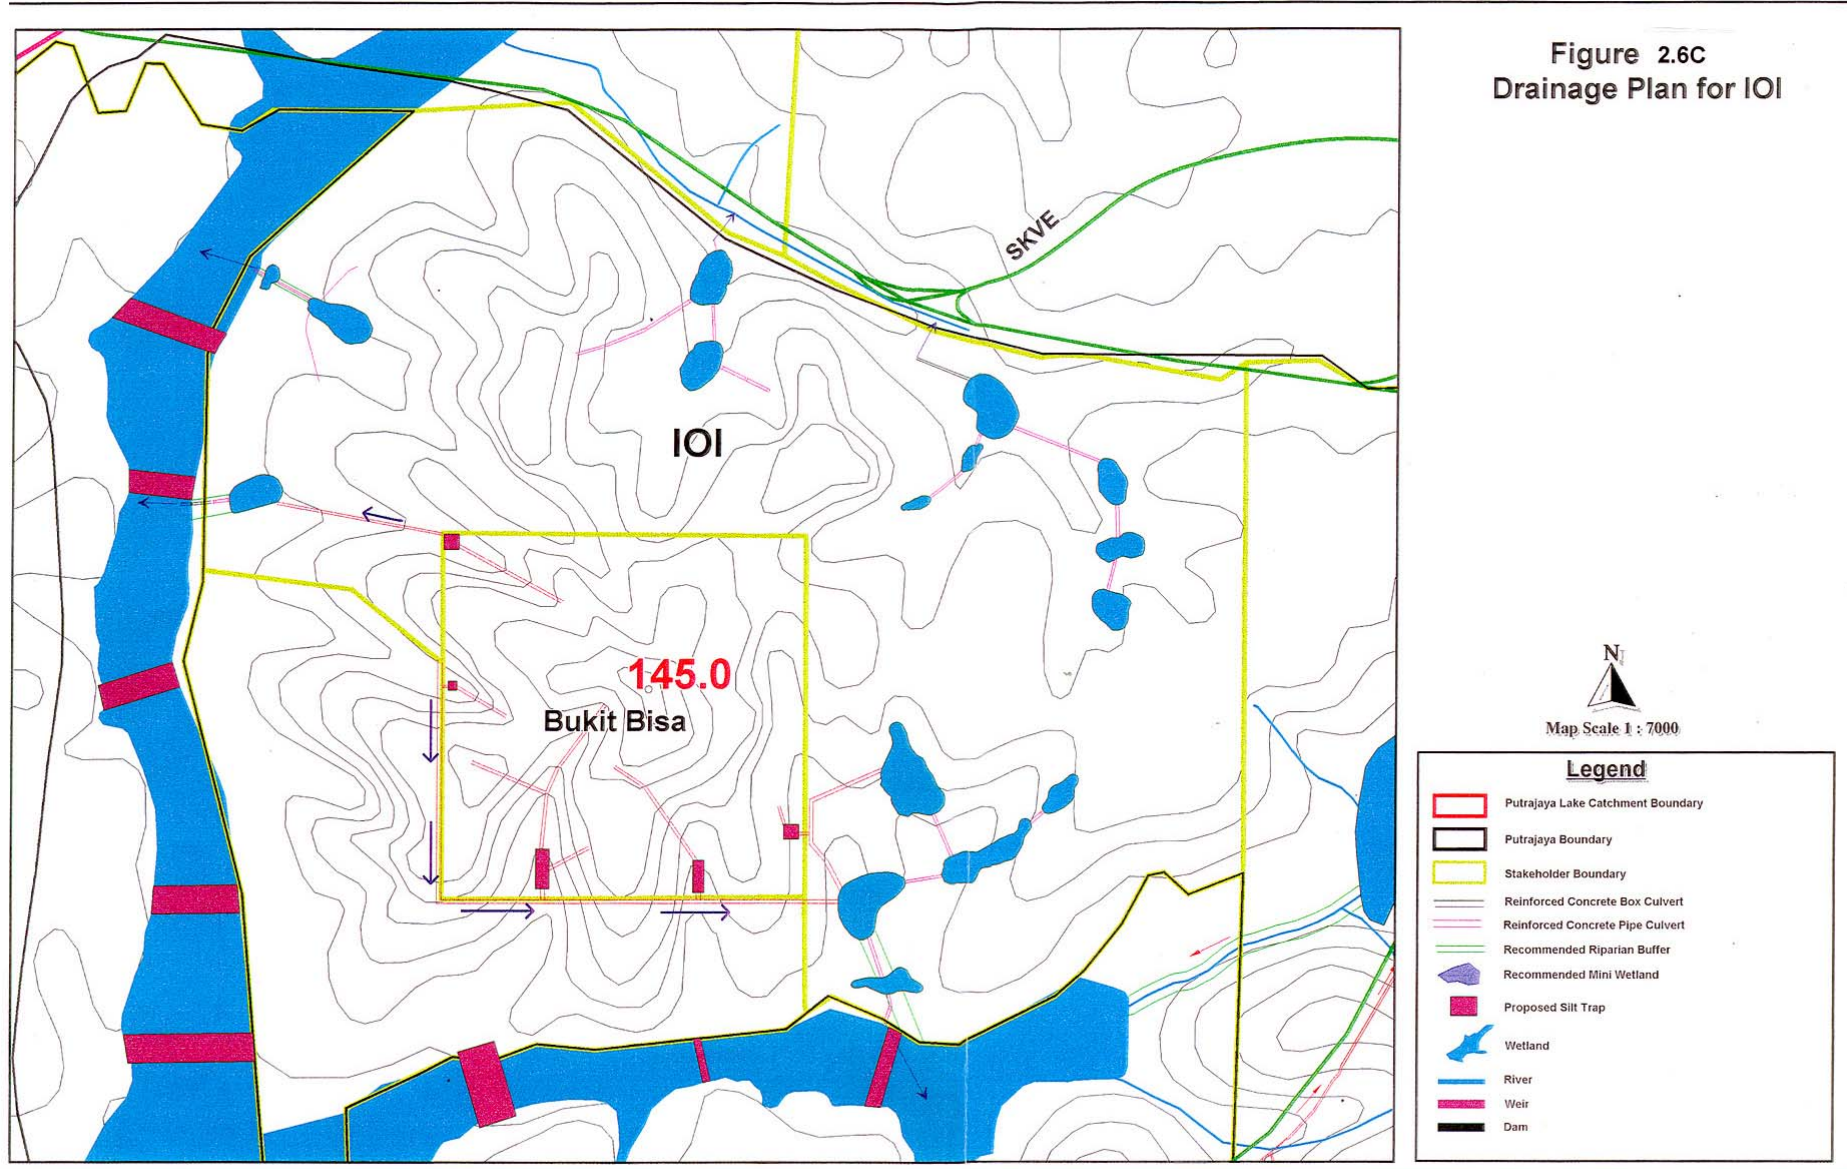 Figure 2.6C
Drainage Plan for IOI
SKVE
IOI
145.0
Bukit Bisa
N
Map Scale 1 : 7000
Legend
Putrajaya Lake Catchment Boundary
Putrajaya Boundary
Stakeholder Boundary
Reinforced Concrete Box Culvert
Reinforced Concrete Pipe Culvert
Recommended Riparian Buffer
Recommended Mini Wetland
Proposed Silt Trap
Wetland
River
Weir
Dam